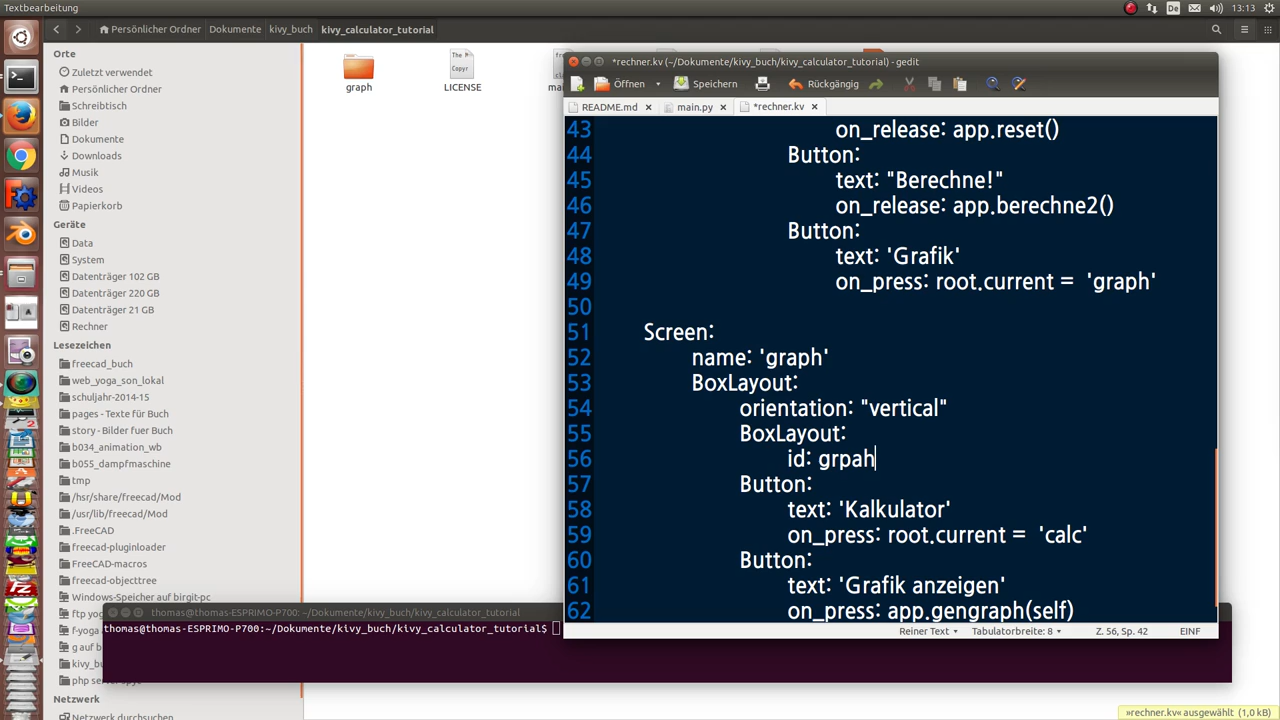 Textbearbeitung
De
13:13
Persönlicher Ordner
Dokumente
kivy_buch
kivy_calculator_tutorial
Orte
Zuletzt verwendet
Persönlicher Ordner
Schreibtisch
Bilder
Dokumente
Downloads
Musik
Videos
Papierkorb
Geräte
Data
System
Datenträger 102 GB
Datenträger 220 GB
Datenträger 21 GB
Rechner
Lesezeichen
freecad_buch
web_yoga_son_lokal
schuljahr-2014-15
pages - Texte für Buch
story - Bilder fuer Buch
b034_animation_wb
b055_dampfmaschine
tmp
/hsr/share/freecad/Mod
/usr/lib/freecad/Mod
.FreeCAD
freecad-pluginloader
FreeCAD-macros
freecad-objecttree
Windows-Speicher auf birgit-pc
ftp yo
f-yoga
g auf b
kivy_bu
Netzwerk
Netzwerk durchsuchen
graph
The
Copyr
LICENSE
*rechner.kv (~/Dokumente/kivy_buch/kivy_calculator_tutorial) - gedit
Öffnen
Speichern
Rückgängig
README.md
main.py
*rechner.kv
43 on_release: app.reset()
44 Button:
45 text: "Berechne!"
46 on_release: app.berechne2()
47 Button:
48 text: 'Grafik'
49 on_press: root.current = 'graph'
50
51 Screen:
52 name: 'graph'
53 BoxLayout:
54 orientation: "vertical"
55 BoxLayout:
56 id: grpah
57 Button:
58 text: 'Kalkulator'
59 on_press: root.current = 'calc'
60 Button:
61 text: 'Grafik anzeigen'
62 on_press: app.gengraph(self)
Reiner Text
Tabulatorbreite: 8
Z. 56, Sp. 42
EINF
thomas@thomas-ESPRIMO-P700: ~/Dokumente/kivy_buch/kivy_calculator_tutorial
thomas@thomas-ESPRIMO-P700:~/Dokumente/kivy_buch/kivy_calculator_tutorial$
»rechner.kv« ausgewählt (1,0 kB)